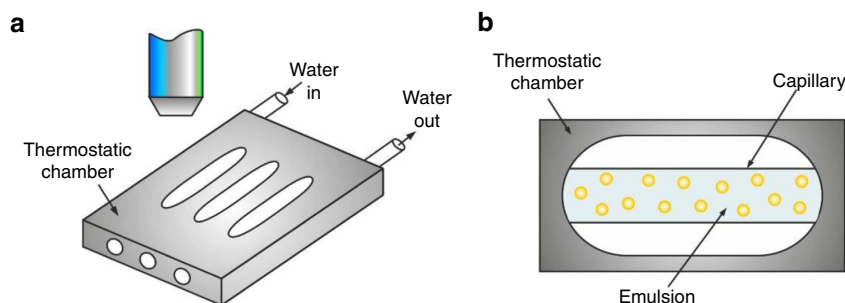 a
Water
in
Water
out
Thermostatic
chamber
b
Thermostatic
chamber
Capillary
Emulsion